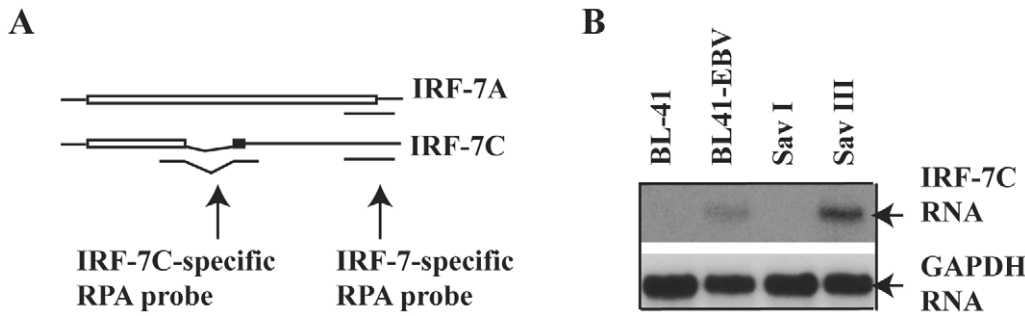 A
IRF-7A
IRF-7C
IRF-7C-specific
RPA probe
IRF-7-specific
RPA probe
B
BL-41
BL41-EBV
Sav I
Sav III
IRF-7C
RNA
GAPDH
RNA